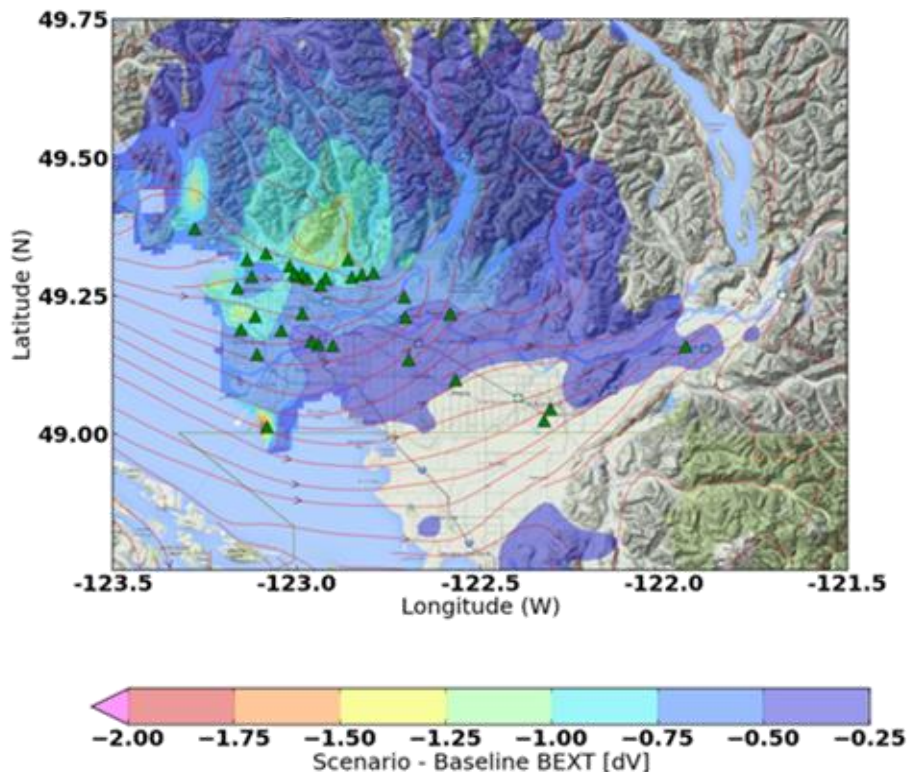 49.75
49.50
49.25
49.00
Latitude (N)
-123.5 -123.0 -122.5 -122.0 -121.5
Longitude (W)
−2.00 −1.75 −1.50 −1.25 −1.00 −0.75 −0.50 −0.25
Scenario - Baseline BEXT [dV]